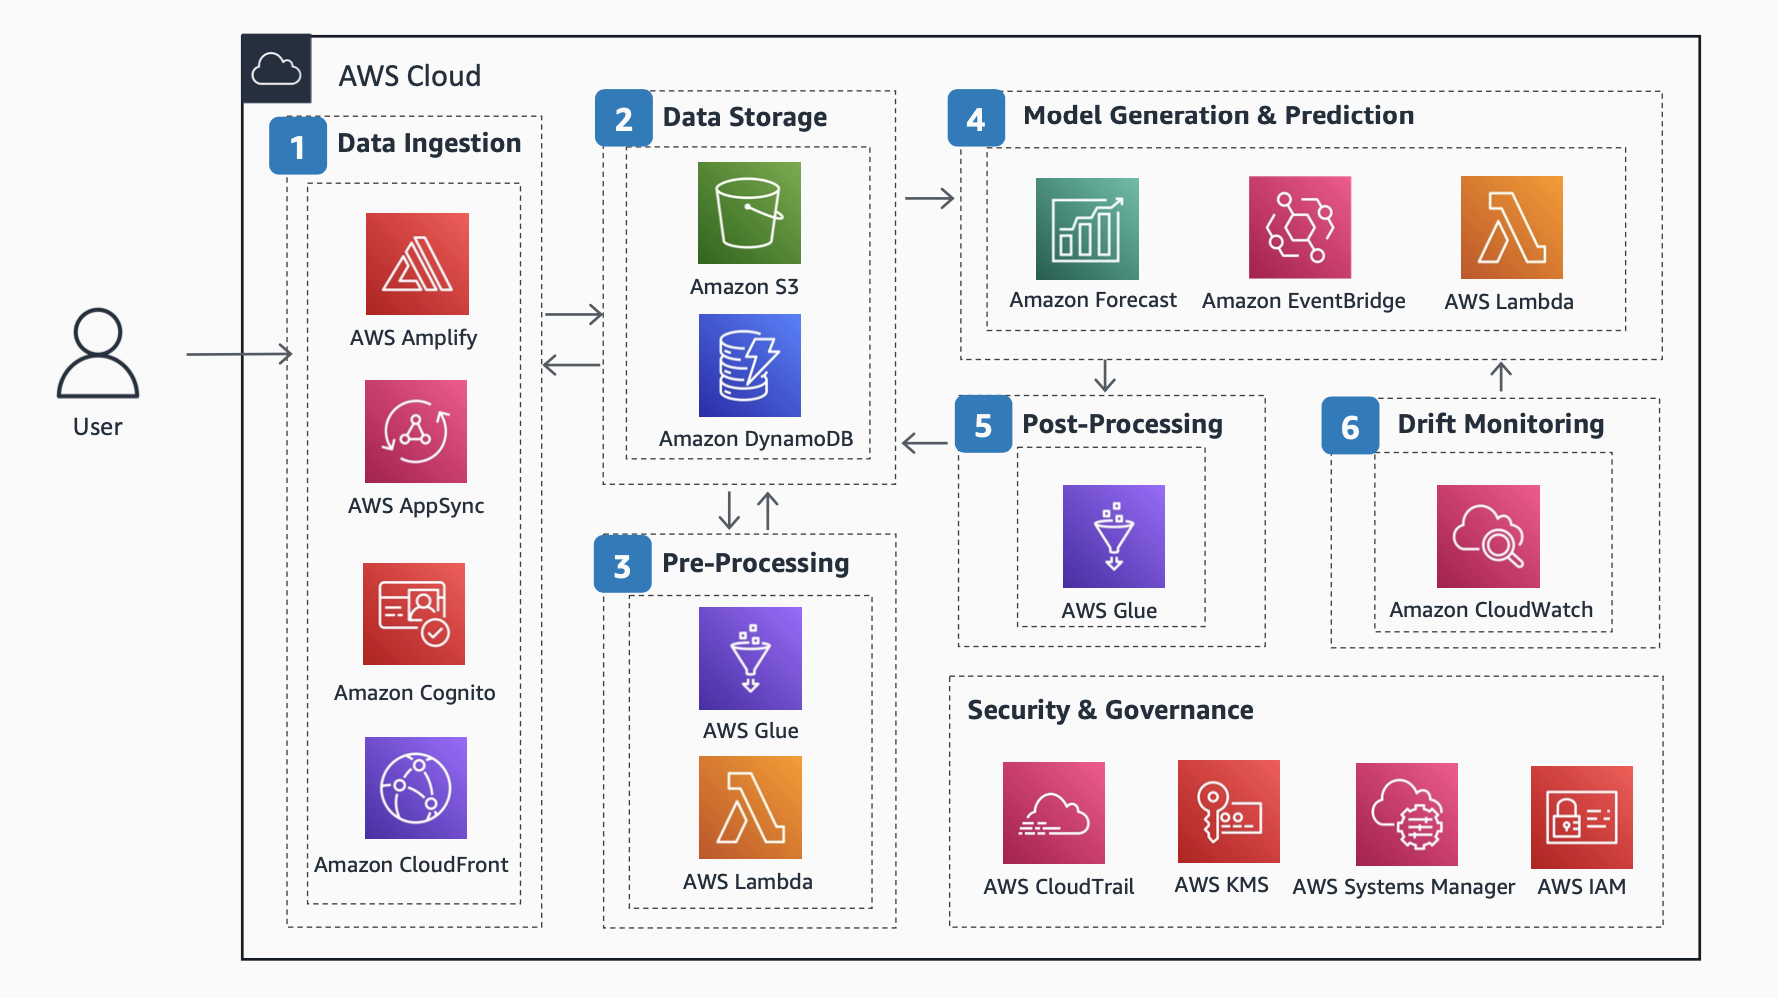 AWS Cloud
User
1
Data Ingestion
AWS Amplify
AWS AppSync
Amazon Cognito
Amazon CloudFront
2
Data Storage
Amazon S3
Amazon DynamoDB
3
Pre-Processing
AWS Glue
AWS Lambda
4
Model Generation & Prediction
Amazon Forecast
Amazon EventBridge
AWS Lambda
5
Post-Processing
AWS Glue
6
Drift Monitoring
Amazon CloudWatch
Security & Governance
AWS CloudTrail
AWS KMS
AWS Systems Manager
AWS IAM